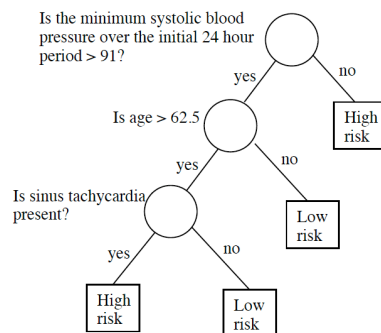 Is the minimum systolic blood
pressure over the initial 24 hour
period > 91?
yes
no
Is age > 62.5
High
risk
yes
no
Is sinus tachycardia
present?
Low
risk
yes
no
High
risk
Low
risk